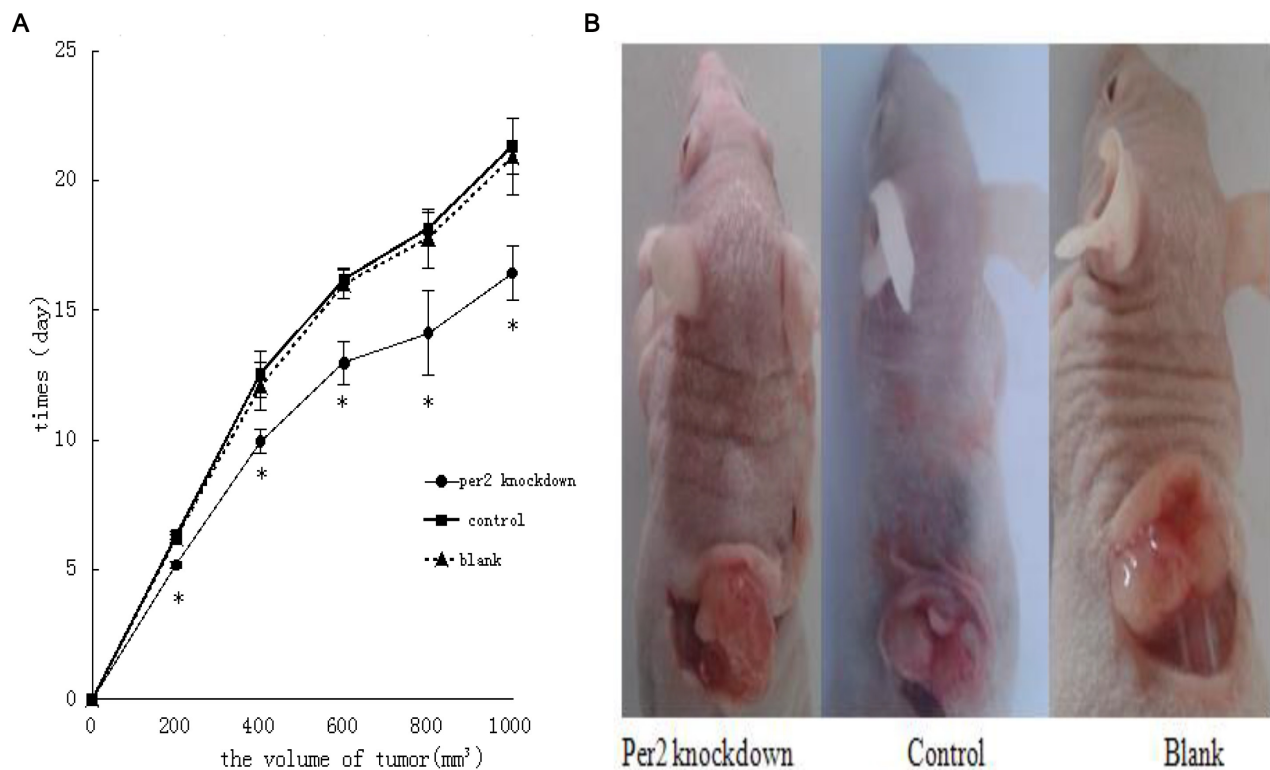 A
25
20
15
10
5
0
times (day)
*
*
*
*
*
per2 knockdown
control
blank
0
200
400
600
800
1000
the volume of tumor(mm³)
B
Per2 knockdown
Control
Blank